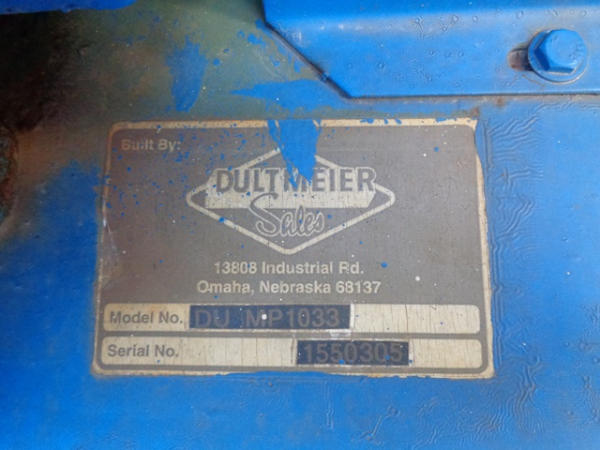 Built By:
DULTMEIER
Sales
13808 Industrial Rd.
Omaha, Nebraska 68137
Model No. DU MP1033
Serial No. 1550305